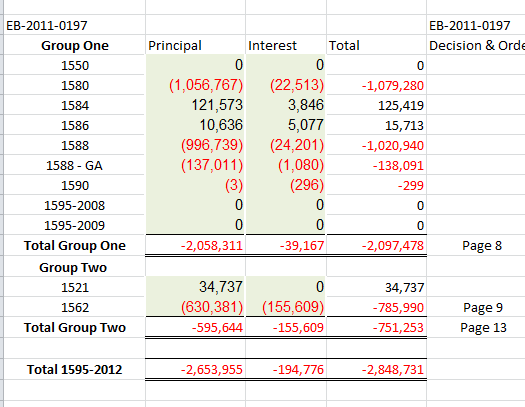 EB-2011-0197 EB-2011-0197
Group One Principal Interest Total Decision & Orde
1550 0 0 0
1580 (1,056,767) (22,513) -1,079,280
1584 121,573 3,846 125,419
1586 10,636 5,077 15,713
1588 (996,739) (24,201) -1,020,940
1588 - GA (137,011) (1,080) -138,091
1590 (3) (296) -299
1595-2008 0 0 0
1595-2009 0 0 0
Total Group One -2,058,311 -39,167 -2,097,478 Page 8
Group Two
1521 34,737 0 34,737
1562 (630,381) (155,609) -785,990 Page 9
Total Group Two -595,644 -155,609 -751,253 Page 13
Total 1595-2012 -2,653,955 -194,776 -2,848,731